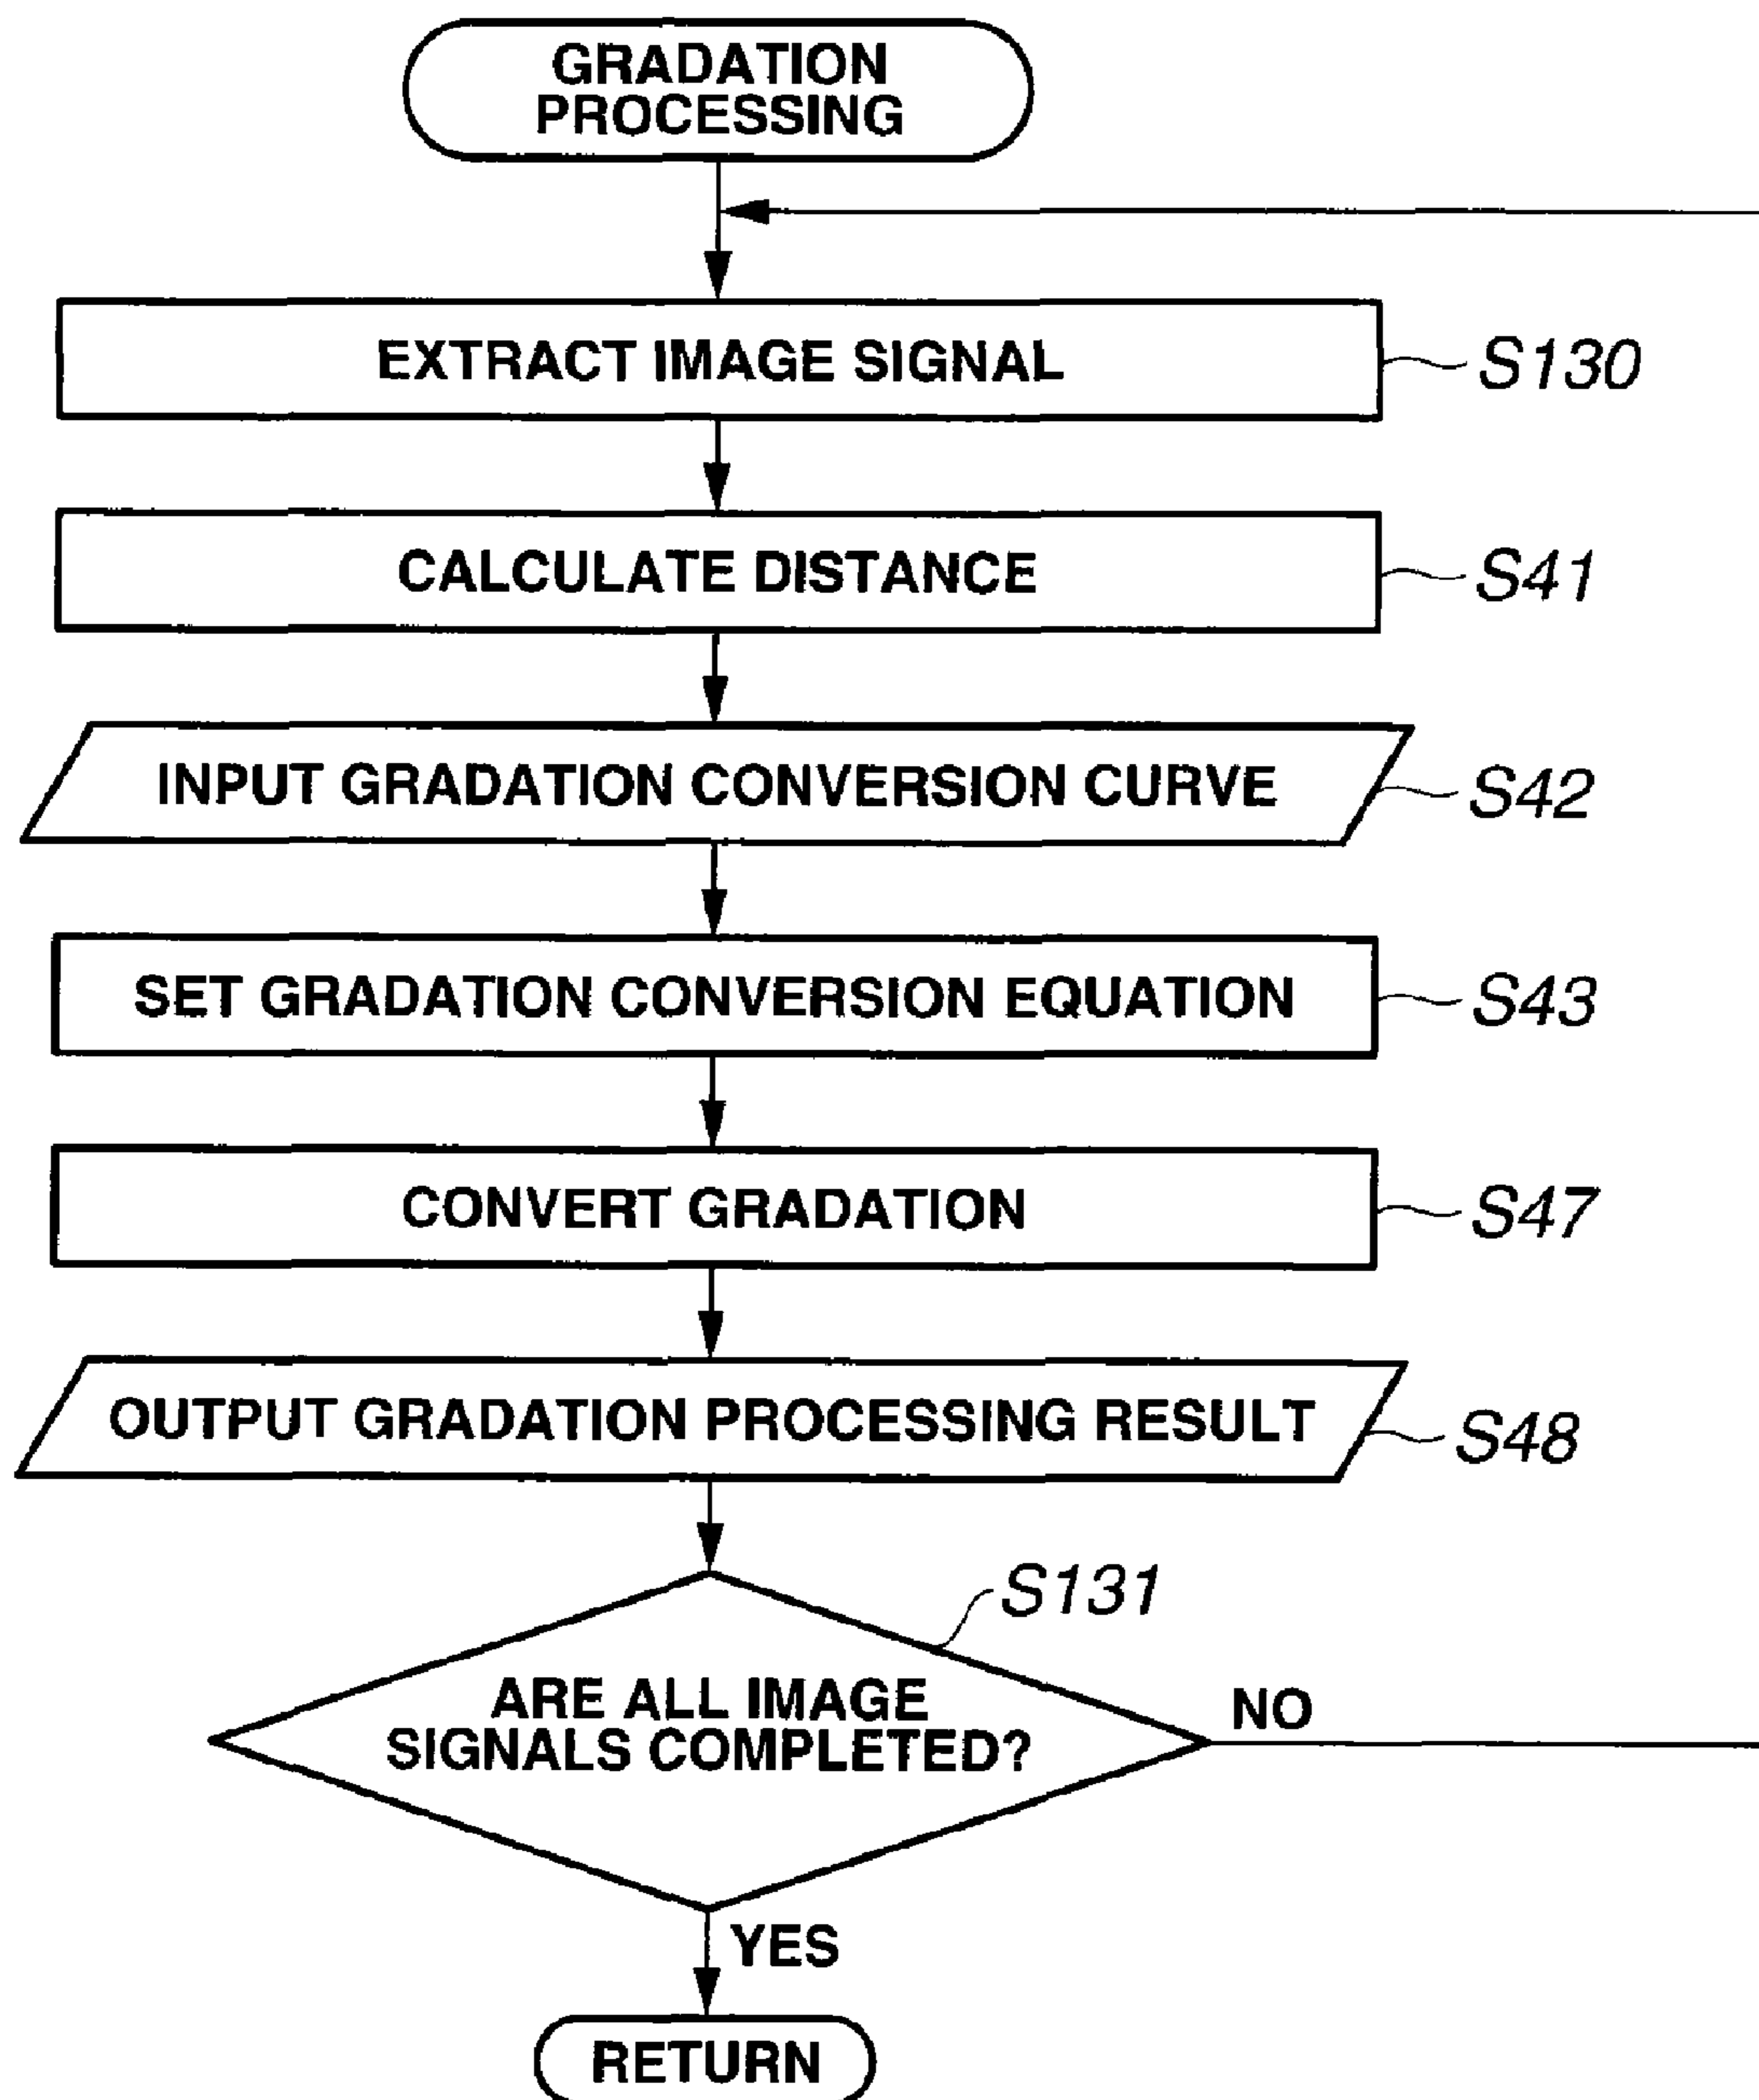 GRADATION
PROCESSING
EXTRACT IMAGE SIGNAL
S130
CALCULATE DISTANCE
S41
INPUT GRADATION CONVERSION CURVE
S42
SET GRADATION CONVERSION EQUATION
S43
CONVERT GRADATION
S47
OUTPUT GRADATION PROCESSING RESULT
S48
S131
ARE ALL IMAGE
SIGNALS COMPLETED?
NO
YES
RETURN